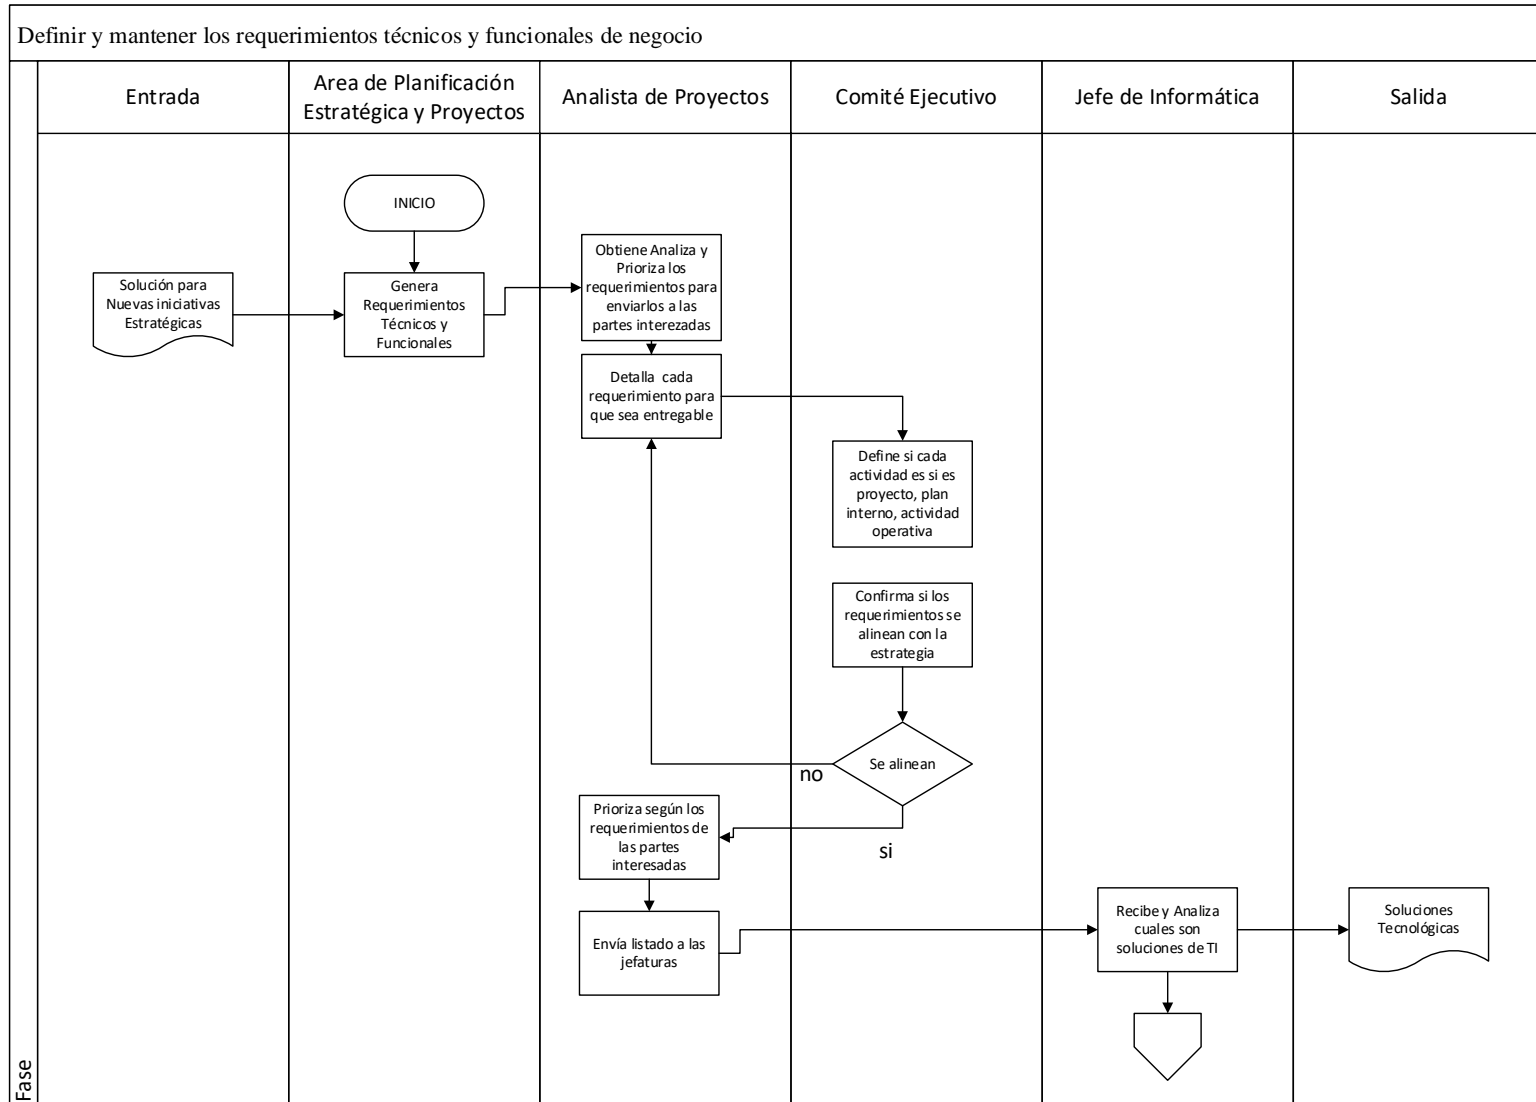 Definir y mantener los requerimientos técnicos y funcionales de negocio
Entrada
Area de Planificación
Estratégica y Proyectos
Analista de Proyectos
Comité Ejecutivo
Jefe de Informática
Salida
INICIO
Solución para
Nuevas iniciativas
Estratégicas
Genera
Requerimientos
Técnicos y
Funcionales
Obtiene Analiza y
Prioriza los
requerimientos para
enviarlos a las
partes interezadas
Detalla cada
requerimiento para
que sea entregable
Define si cada
actividad es si es
proyecto, plan
interno, actividad
operativa
Confirma si los
requerimientos se
alinean con la
estrategia
Se alinean
no
si
Prioriza según los
requerimientos de
las partes
interesadas
Envía listado a las
jefaturas
Recibe y Analiza
cuales son
soluciones de TI
Soluciones
Tecnológicas
Fase